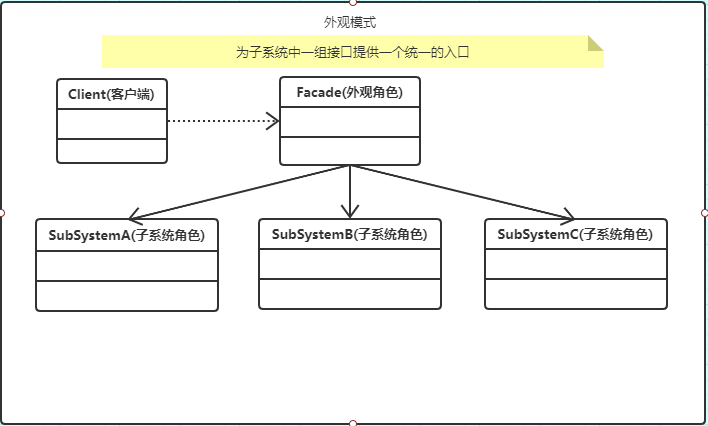 外观模式
为子系统中一组接口提供一个统一的入口
Client(客户端)
Facade(外观角色)
SubSystemA(子系统角色)
SubSystemB(子系统角色)
SubSystemC(子系统角色)